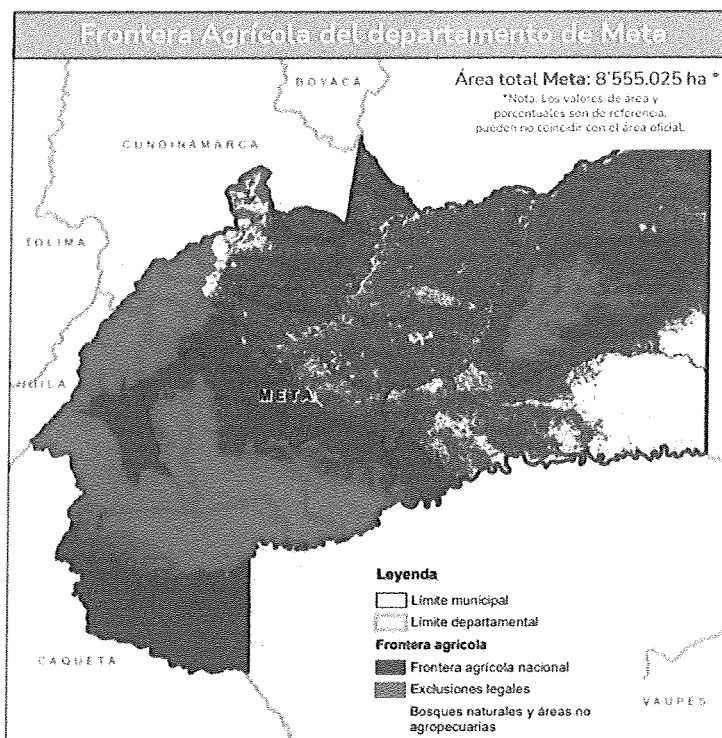 Frontera Agrícola del departamento de Meta
Área total Meta: 8'555.025 ha *
*Nota: Los valores de área y
porcentuales son de referencia,
pueden no coincidir con el área oficial.
BOYACÁ
CUNDINAMARCA
TOLIMA
HUILA
META
CAQUETA
VAUPES
Leyenda
Límite municipal
Límite departamental
Frontera agrícola
Frontera agrícola nacional
Exclusiones legales
Bosques naturales y áreas no
agropecuarias